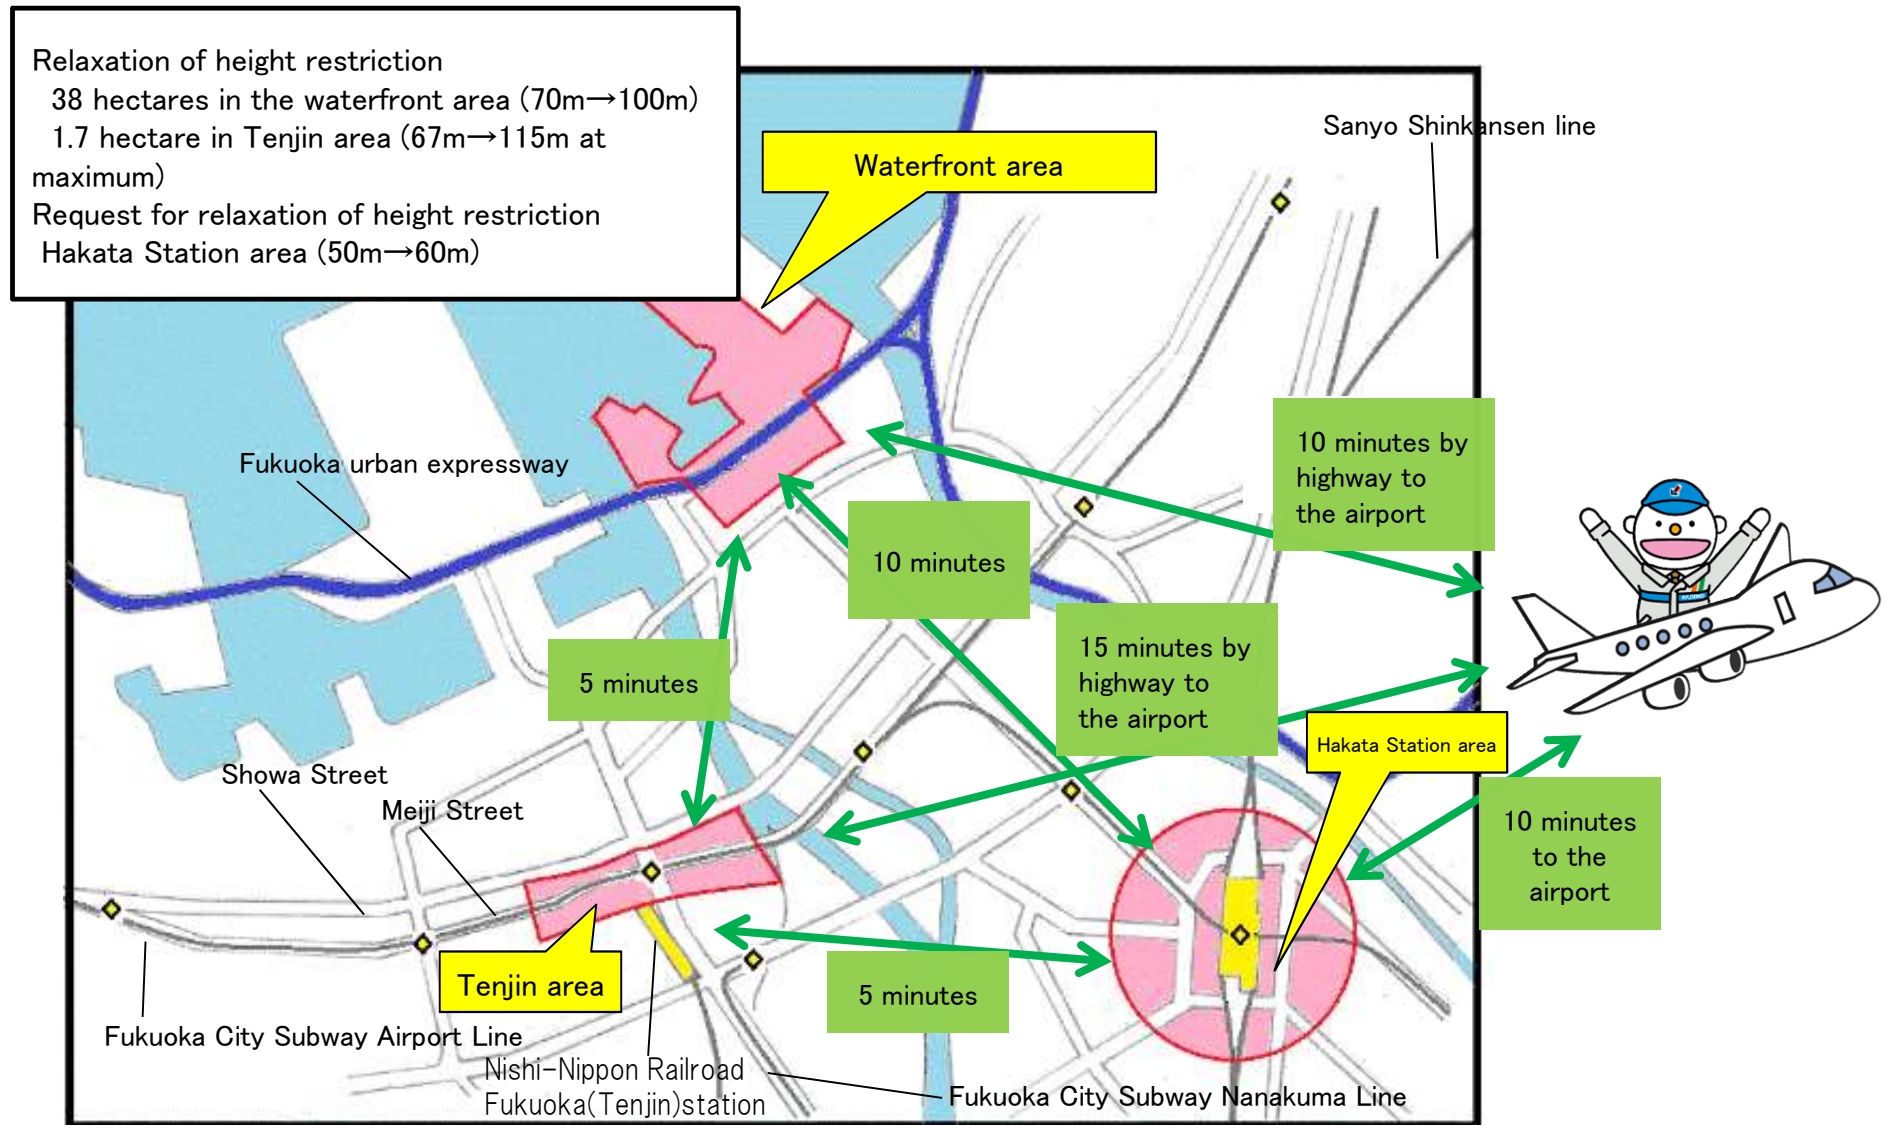 Relaxation of height restriction
38 hectares in the waterfront area (70m→100m)
1.7 hectare in Tenjin area (67m→115m at
maximum)
Request for relaxation of height restriction
Hakata Station area (50m→60m)
Waterfront area
Sanyo Shinkansen line
Fukuoka urban expressway
10 minutes by
highway to
the airport
10 minutes
5 minutes
15 minutes by
highway to
the airport
Hakata Station area
Showa Street
Meiji Street
10 minutes
to the
airport
Tenjin area
5 minutes
Fukuoka City Subway Airport Line
Nishi-Nippon Railroad
Fukuoka(Tenjin)station
Fukuoka City Subway Nanakuma Line